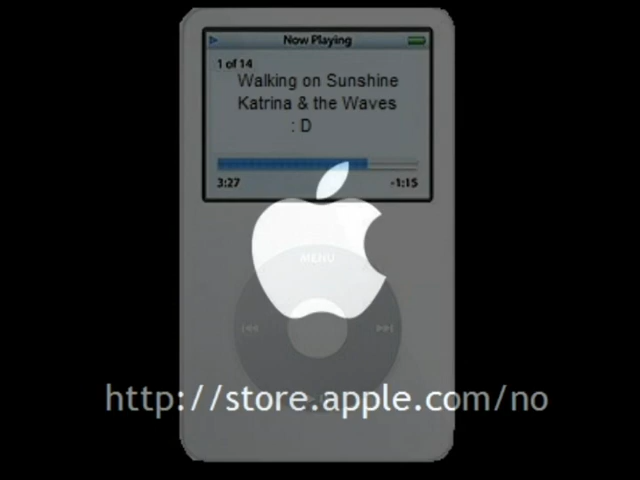 Now Playing
1 of 14
Walking on Sunshine
Katrina & the Waves
: D
3:27 -1:15
MENU
http://store.apple.com/no